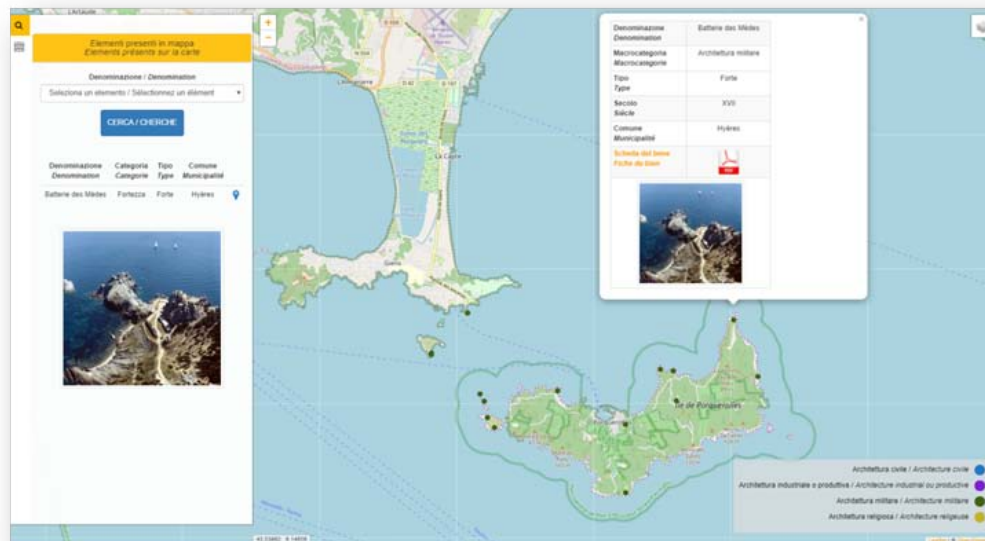 Elementi presenti in mappa
Elements présents sur la carte
Denominazione / Denomination
Seleziona un elemento / Sélectionnez un élément
CERCA / CHERCHE
Denominazione Categoria Tipo Comune
Denomination Categorie Type Municipalité
Batterie des Mèdes Fortezza Forte Hyères
+
−
La Capte
Giens
Île de Porquerolles
Denominazione Batterie des Mèdes
Denomination
Macrocategoria Architettura militare
Macrocategorie
Tipo Forte
Type
Secolo XVII
Siècle
Comune Hyères
Municipalité
Scheda del bene
Fiche du bien
PDF
Architettura civile / Architecture civile
Architettura industriale o produttiva / Architecture industrial ou productive
Architettura militare / Architecture militaire
Architettura religiosa / Architecture religieuse